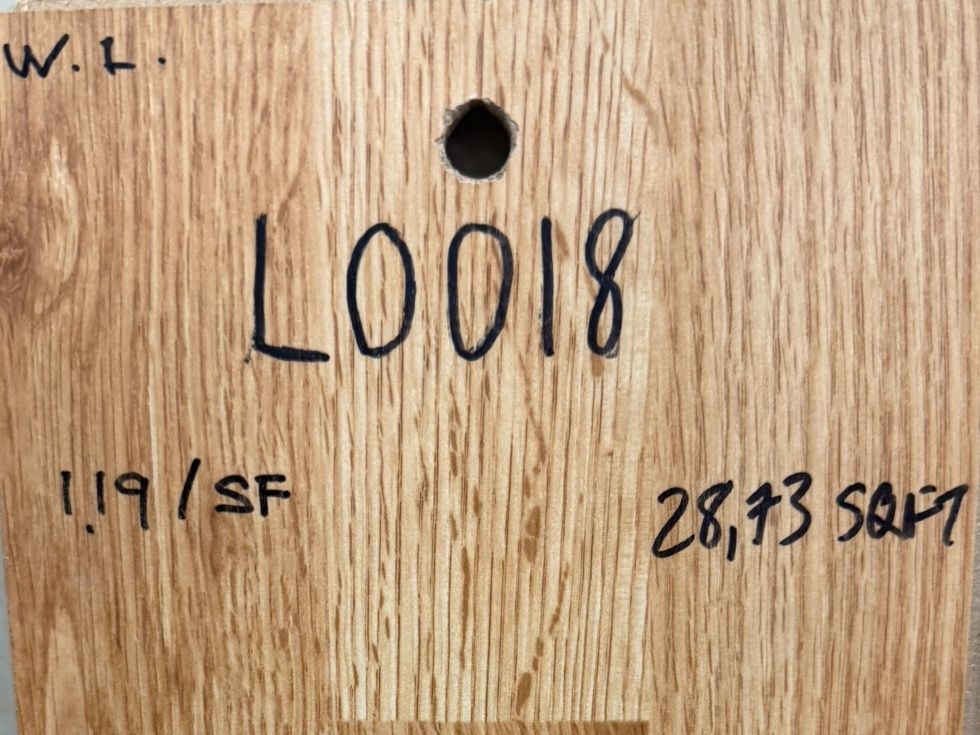 W.L.
L0018
1.19/SF
28,73 SQFT